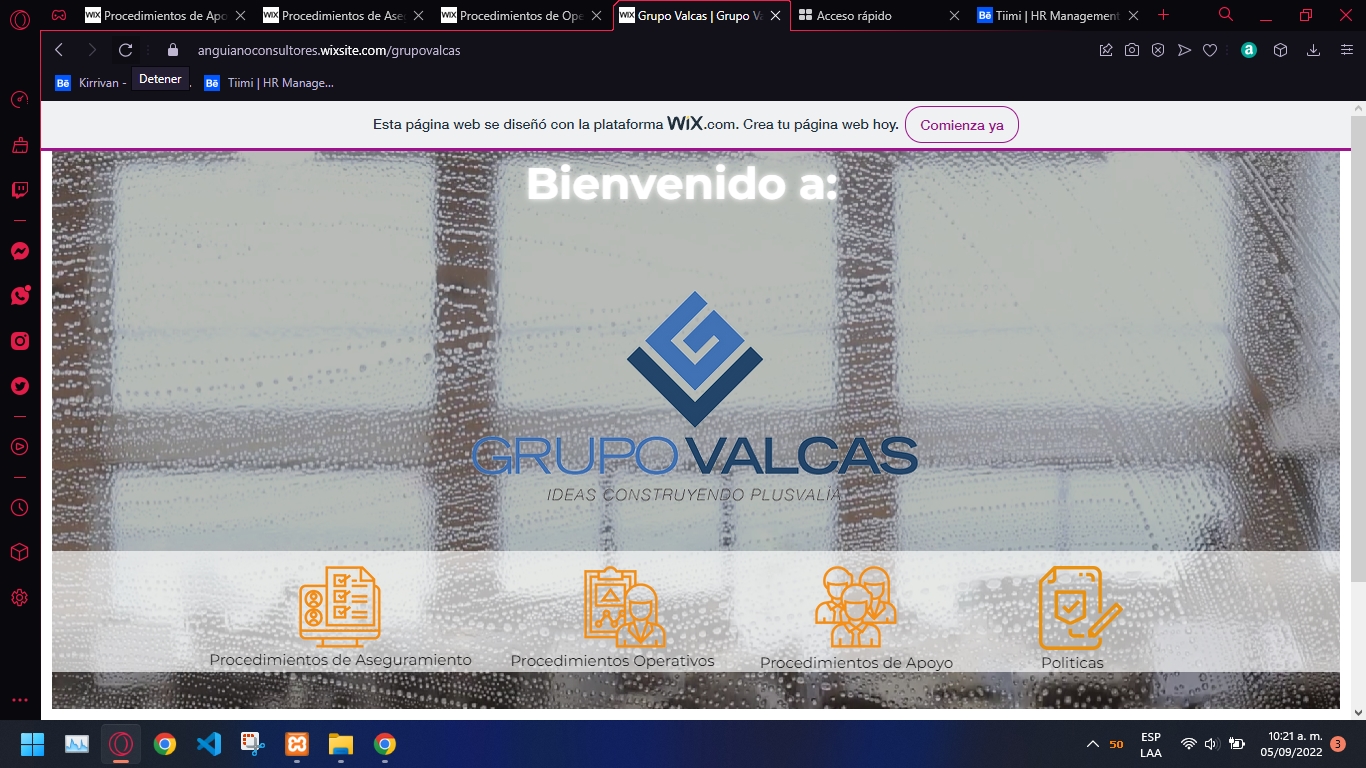 Procedimientos de Apo
Procedimientos de Ase
Procedimientos de Ope
Grupo Valcas | Grupo Va
Acceso rápido
Tiimi | HR Management
anguianoconsultores.wixsite.com/grupovalcas
Kirrivan -
Detener
Tiimi | HR Manage...
Esta página web se diseñó con la plataforma WiX.com. Crea tu página web hoy.
Comienza ya
Bienvenido a:
GRUPO VALCAS
IDEAS CONSTRUYENDO PLUSVALÍA
Procedimientos de Aseguramiento
Procedimientos Operativos
Procedimientos de Apoyo
Politicas
50
ESP
LAA
10:21 a. m.
05/09/2022
3